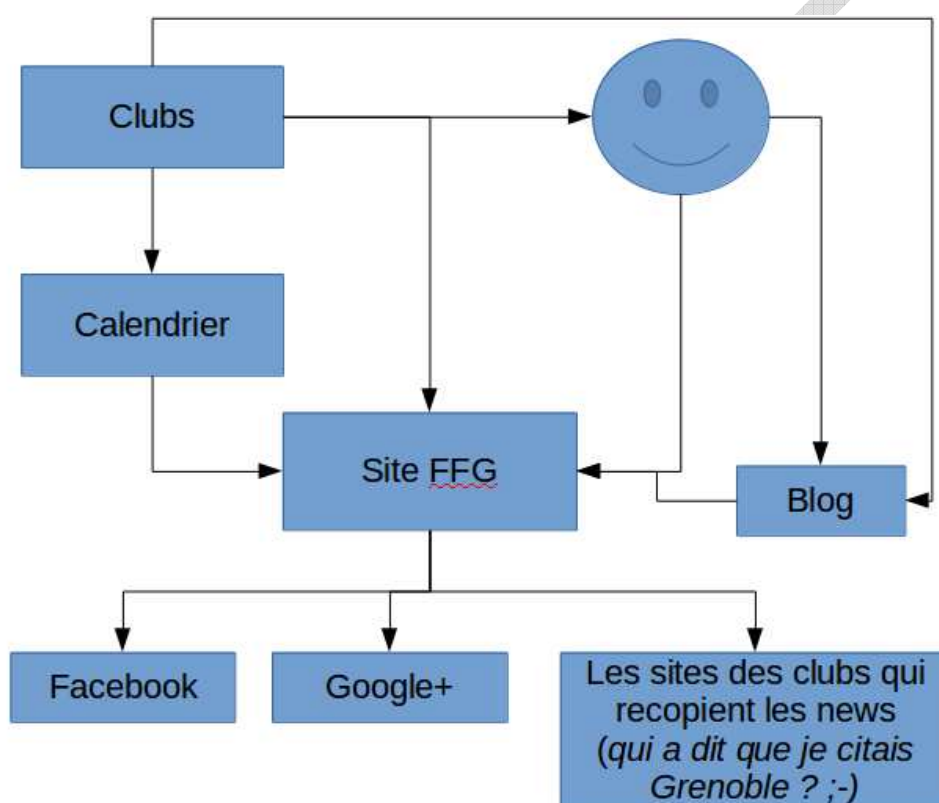 Clubs
Calendrier
Site FFG
Blog
Facebook
Google+
Les sites des clubs qui
recopient les news
(qui a dit que je citais
Grenoble ? ;-)